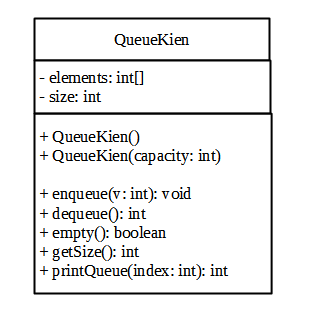 QueueKien
- elements: int[]
- size: int
+ QueueKien()
+ QueueKien(capacity: int)
+ enqueue(v: int): void
+ dequeue(): int
+ empty(): boolean
+ getSize(): int
+ printQueue(index: int): int